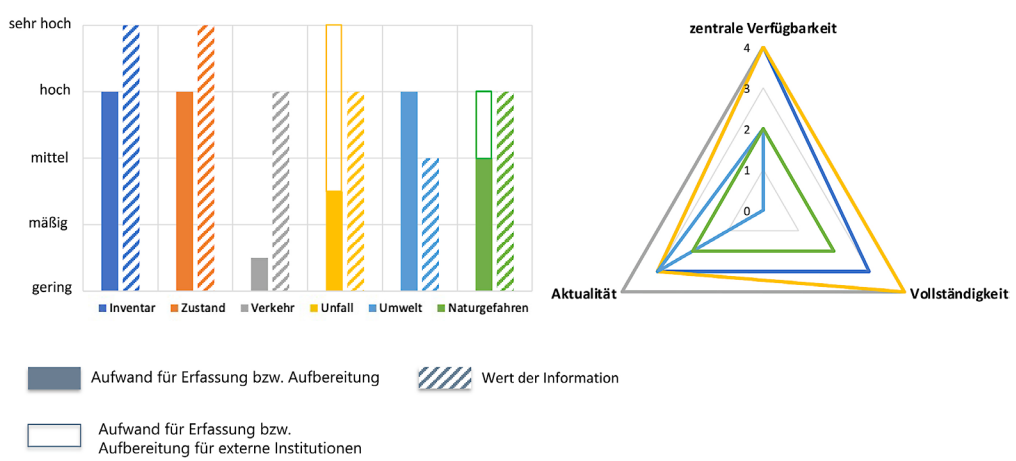 sehr hoch
hoch
mittel
mäßig
gering
Inventar Zustand Verkehr Unfall Umwelt Naturgefahren
zentrale Verfügbarkeit
4
3
2
1
0
Aktualität
Vollständigkeit
Aufwand für Erfassung bzw. Aufbereitung
Wert der Information
Aufwand für Erfassung bzw.
Aufbereitung für externe Institutionen